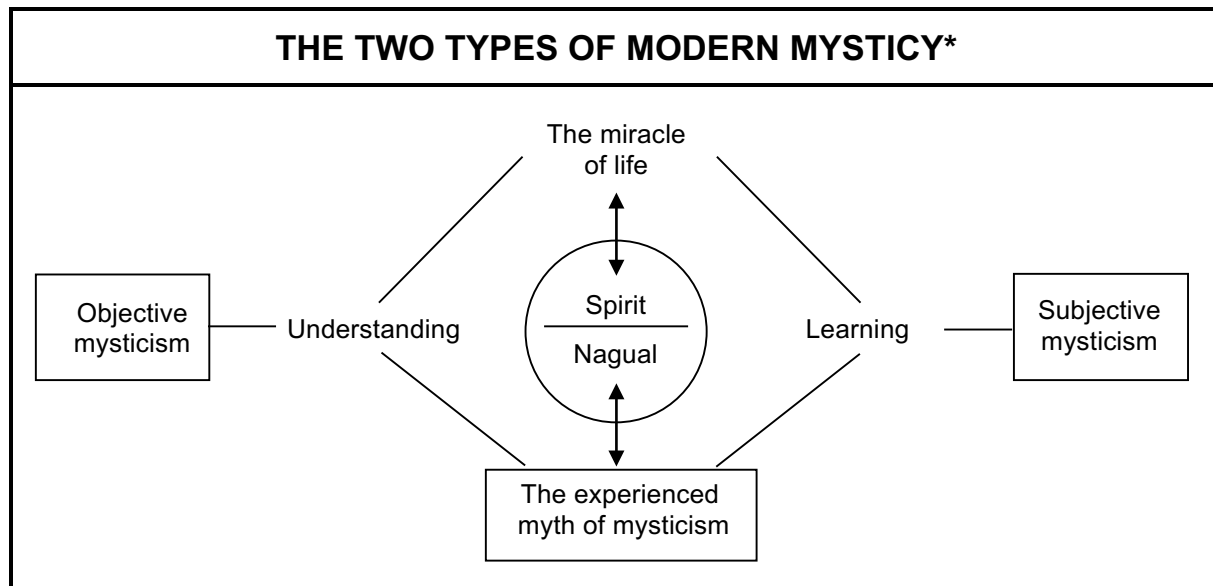 THE TWO TYPES OF MODERN MYSTICY*
The miracle
of life
Objective
mysticism
Understanding
Spirit
Nagual
Learning
Subjective
mysticism
The experienced
myth of mysticism